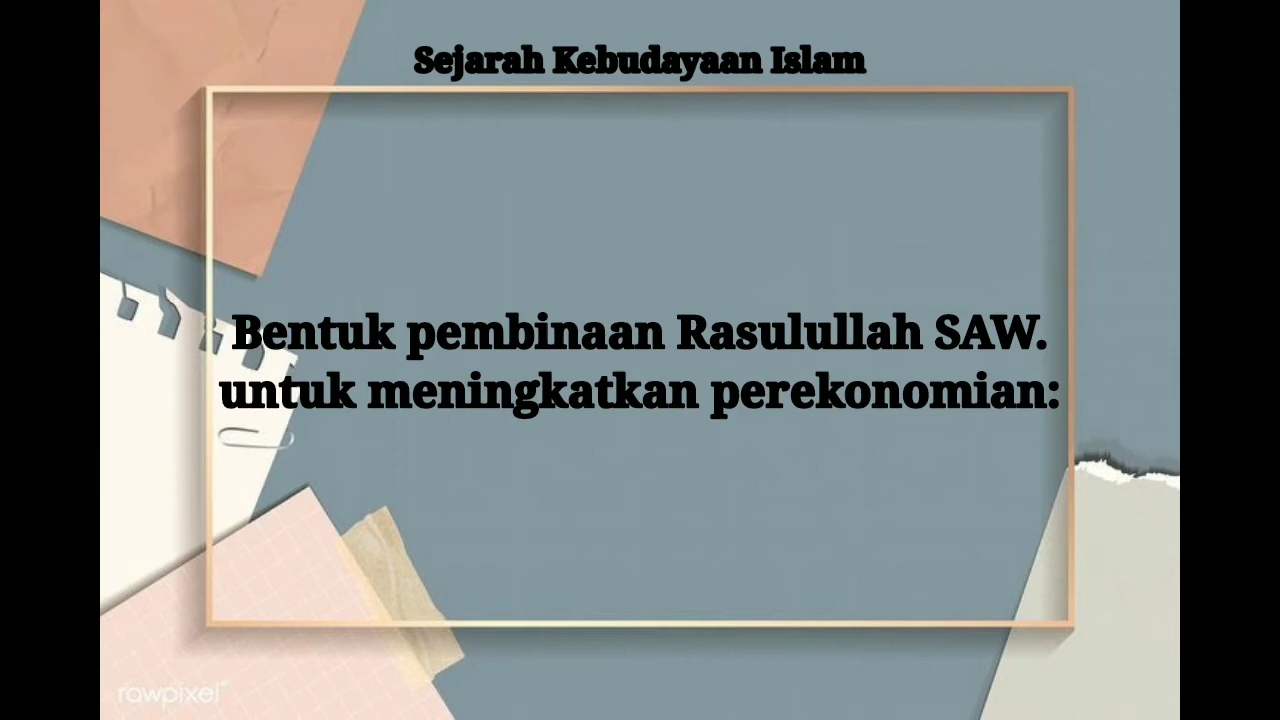 Sejarah Kebudayaan Islam
Bentuk pembinaan Rasulullah SAW.
untuk meningkatkan perekonomian:
rawpixel